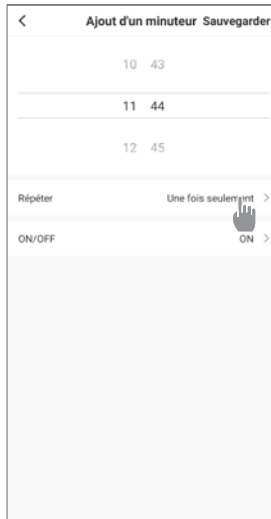 Ajout d'un minuteur Sauvegarder
10 43
11 44
12 45
Répéter Une fois seulement
ON/OFF ON